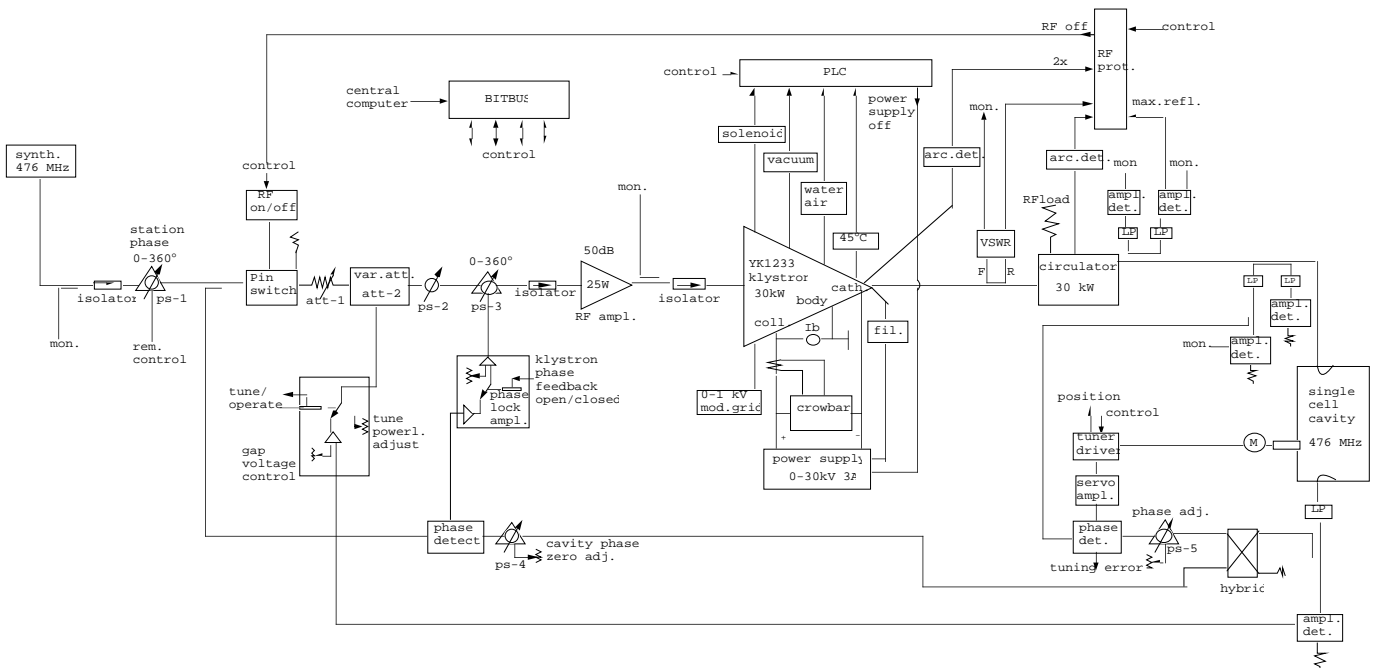 RF off
control
RF
prot.
2x
control
PLC
central
computer
BITBUS
control
power
supply
off
mon.
max.refl.
solenoid
vacuum
water
air
45°C
arc.det.
arc.det.
mon
mon.
ampl.
det.
ampl.
det.
LP
LP
synth.
476 MHz
control
RF
on/off
mon.
RFload
VSWR
F
R
station
phase
0-360°
isolator
ps-1
mon.
rem.
control
Pin
switch
att-1
var.att.
att-2
ps-2
0-360°
ps-3
isolator
50dB
25W
RF ampl.
isolator
YK1233
klystron
30kW
cath.
body
coll.
Ib
fil.
circulator
30 kW
LP
LP
ampl.
det.
mon.
ampl.
det.
single
cell
cavity
476 MHz
tune/
operate
tune
powerl.
adjust
gap
voltage
control
klystron
phase
feedback
open/closed
phase
lock
ampl.
0-1 kV
mod.grid
crowbar
+
-
power supply
0-30kV 3A
position
control
tuner
driver
M
servo
ampl.
LP
phase
detect
ps-4
cavity phase
zero adj.
phase
det.
phase adj.
ps-5
tuning error
hybrid
ampl.
det.